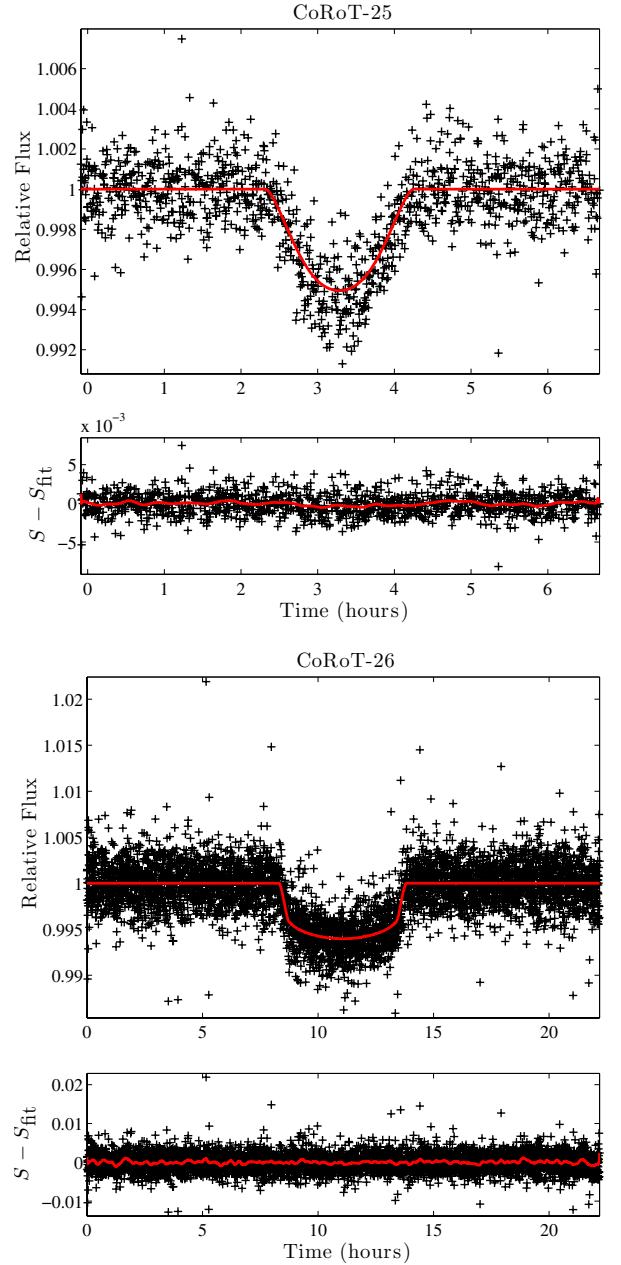 CoRoT-25
1.006
1.004
1.002
1
0.998
0.996
0.994
0.992
Relative Flux
0 1 2 3 4 5 6
x 10⁻³
5
0
−5
S − S_fit
0 1 2 3 4 5 6
Time (hours)
CoRoT-26
1.02
1.015
1.01
1.005
1
0.995
0.99
Relative Flux
0 5 10 15 20
0.02
0.01
0
−0.01
S − S_fit
0 5 10 15 20
Time (hours)